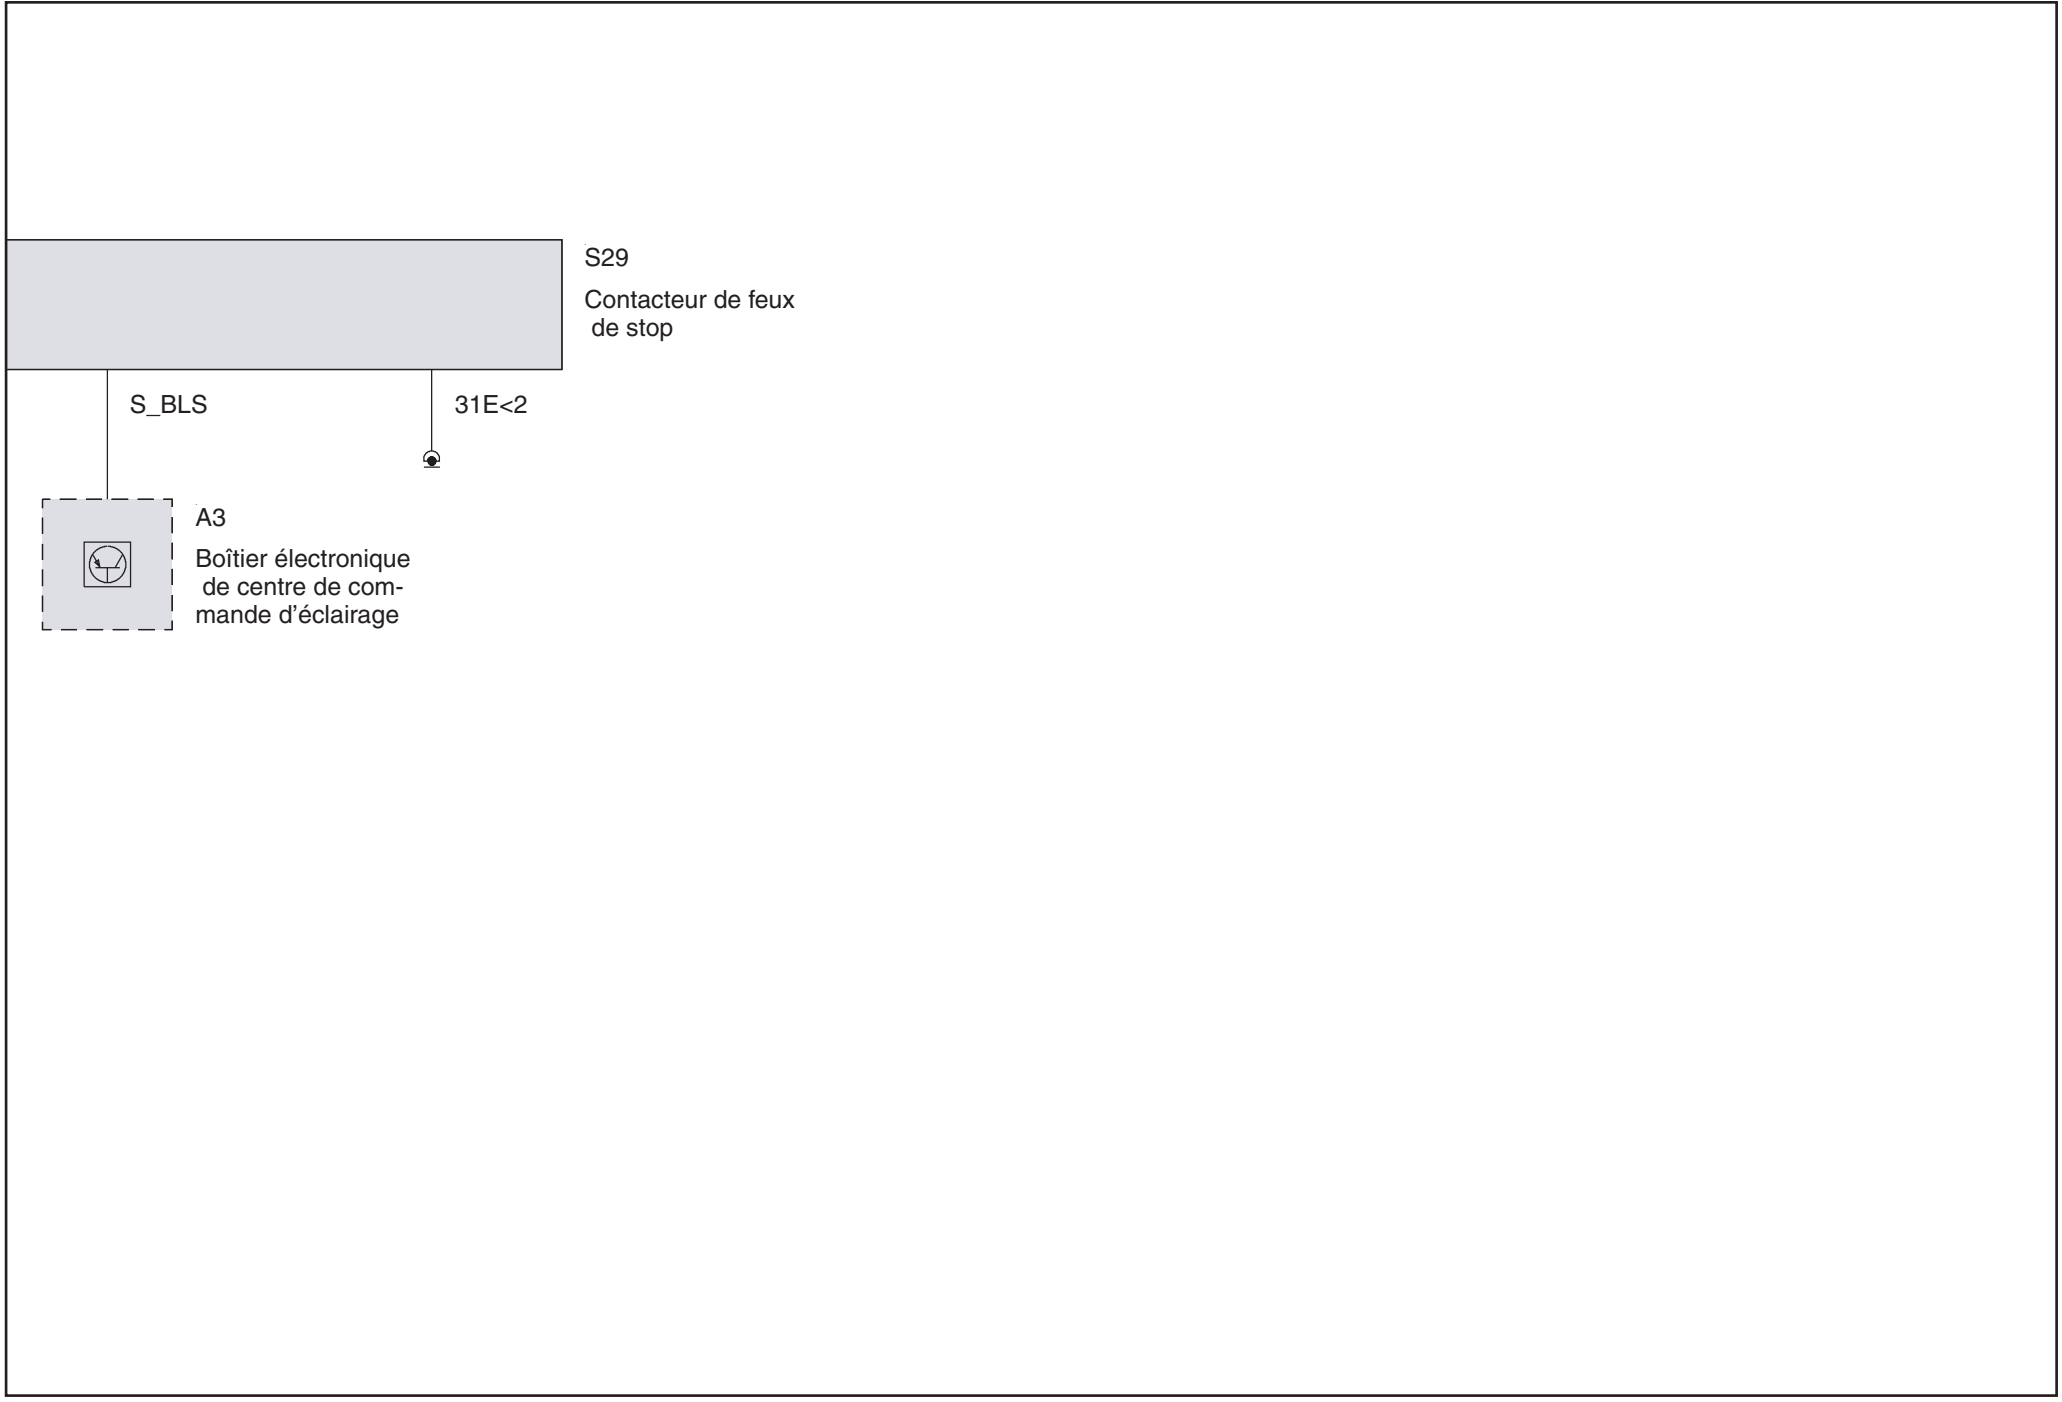 S29
Contacteur de feux
de stop
S_BLS
31E<2
A3
Boîtier électronique
de centre de com-
mande d'éclairage